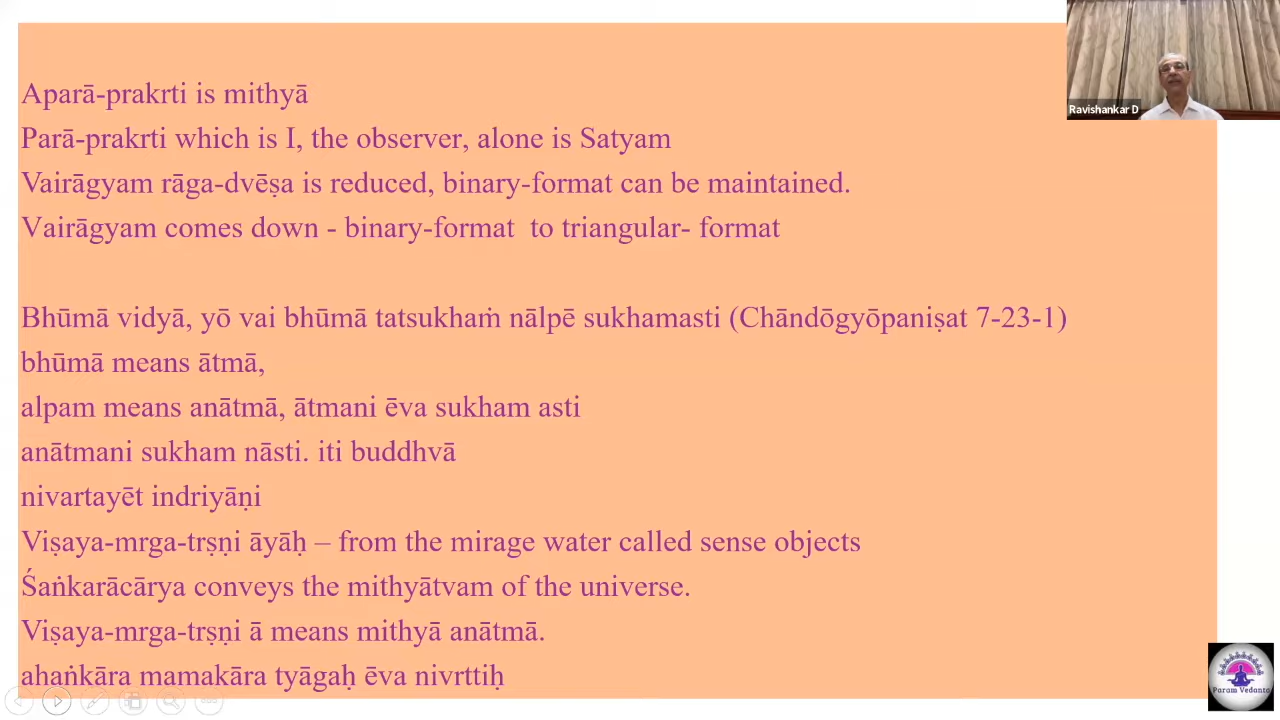 Aparā-prakrti is mithyā
Parā-prakrti which is I, the observer, alone is Satyam
Vairāgyam rāga-dvēṣa is reduced, binary-format can be maintained.
Vairāgyam comes down - binary-format to triangular- format
Bhūmā vidyā, yō vai bhūmā tatsukhaṁ nālpē sukhamasti (Chāndōgyōpaniṣat 7-23-1)
bhūmā means ātmā,
alpam means anātmā, ātmani ēva sukham asti
anātmani sukham nāsti. iti buddhvā
nivartayēt indriyāṇi
Viṣaya-mrga-trṣṇi āyāḥ – from the mirage water called sense objects
Śaṅkarācārya conveys the mithyātvam of the universe.
Viṣaya-mrga-trṣṇi ā means mithyā anātmā.
ahaṅkāra mamakāra tyāgaḥ ēva nivrttiḥ
Ravishankar D
Param Vedanta